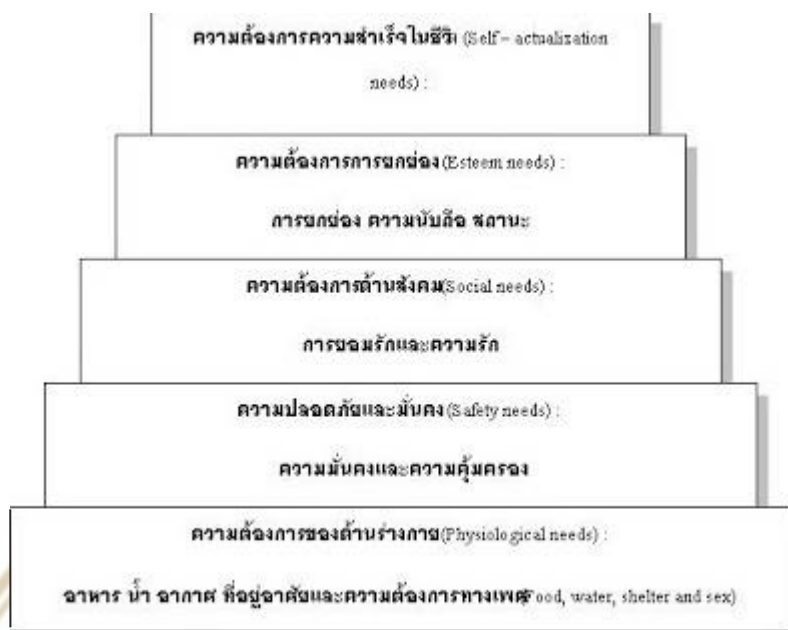 ความต้องการความสำเร็จในชีวิ (Self – actualization
needs) :
ความต้องการการยกย่อง(Esteem needs) :
การยกย่อง ความนับถือ สถานะ
ความต้องการด้านสังคม(Social needs) :
การยอมรักและความรัก
ความปลอดภัยและมั่นคง(Safety needs) :
ความมั่นคงและความคุ้มครอง
ความต้องการของด้านร่างกาย(Physiological needs) :
อาหาร น้ำ อากาศ ที่อยู่อาศัยและความต้องการทางเพศ(Food, water, shelter and sex)